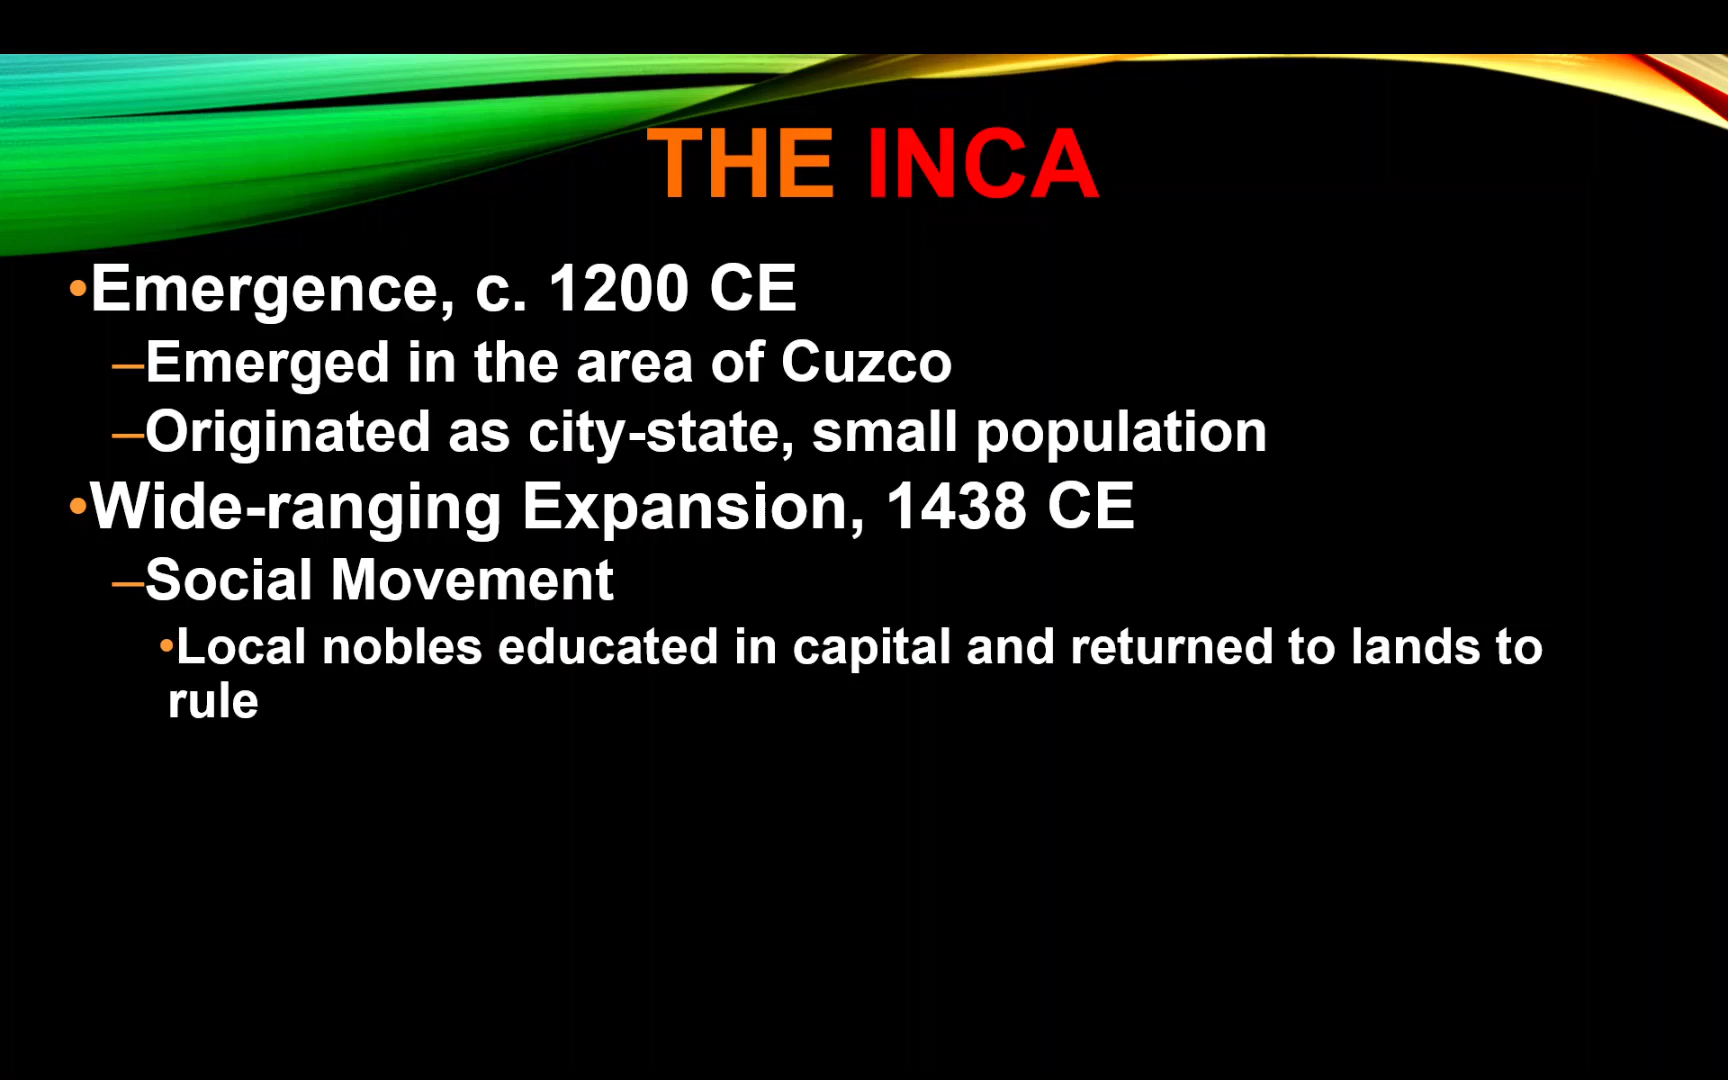 THE INCA
•Emergence, c. 1200 CE
–Emerged in the area of Cuzco
–Originated as city-state, small population
•Wide-ranging Expansion, 1438 CE
–Social Movement
•Local nobles educated in capital and returned to lands to
rule